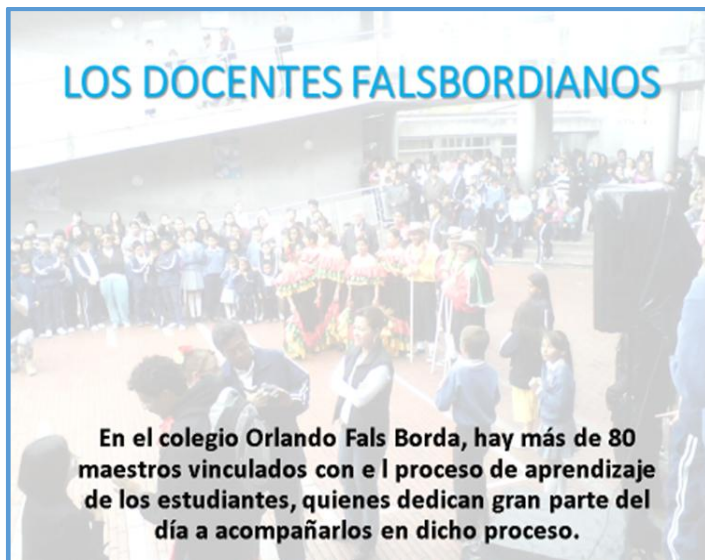 LOS DOCENTES FALSBORDIANOS
En el colegio Orlando Fals Borda, hay más de 80
maestros vinculados con e l proceso de aprendizaje
de los estudiantes, quienes dedican gran parte del
día a acompañarlos en dicho proceso.